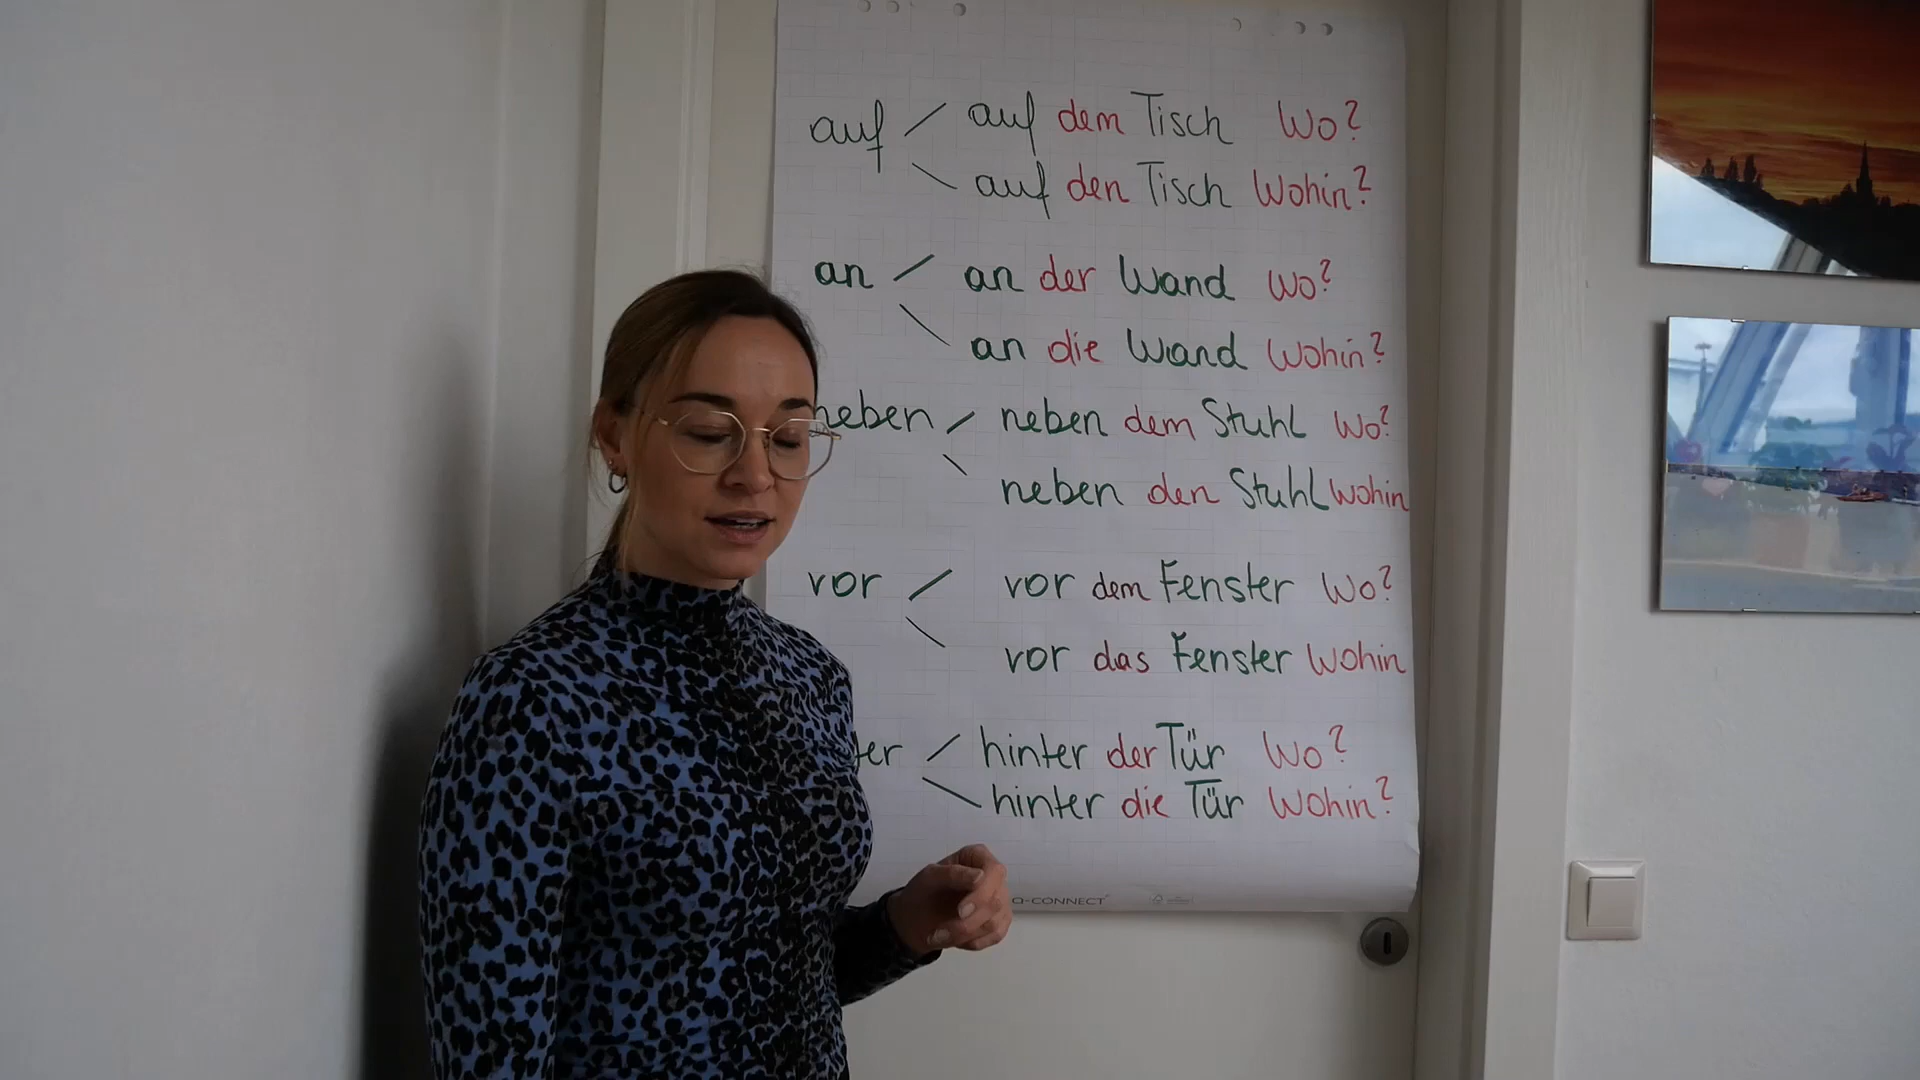 auf auf dem Tisch Wo?
auf den Tisch Wohin?
an an der Wand Wo?
an die Wand Wohin?
neben neben dem Stuhl Wo?
neben den Stuhl Wohin
vor vor dem Fenster Wo?
vor das Fenster Wohin
ter hinter der Tür Wo?
hinter die Tür Wohin?
Q-CONNECT